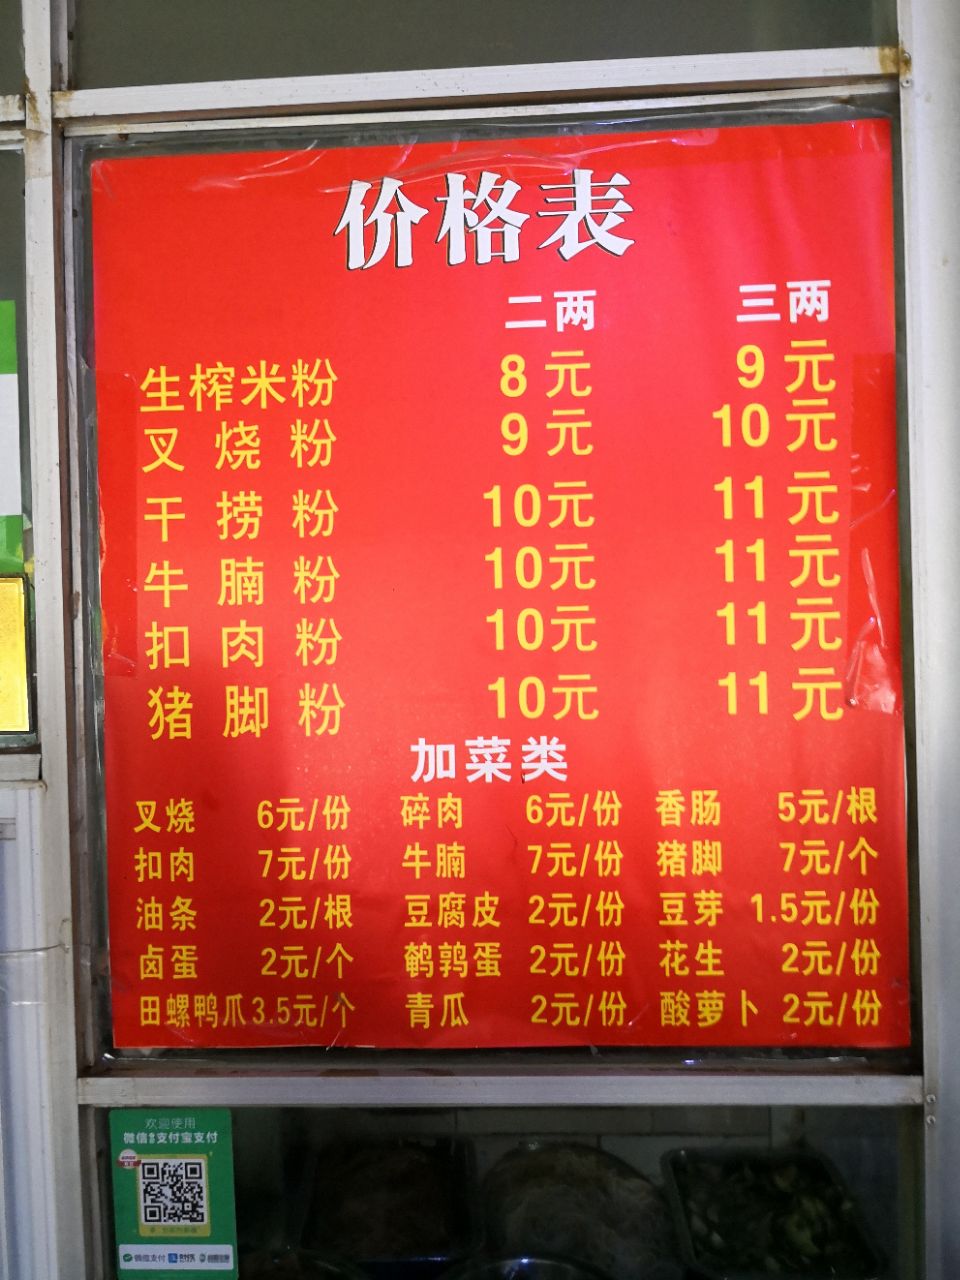 价格表
二两 三两
生榨米粉 8元 9元
叉烧粉 9元 10元
干捞粉 10元 11元
牛腩粉 10元 11元
扣肉粉 10元 11元
猪脚粉 10元 11元
加菜类
叉烧 6元/份 碎肉 6元/份 香肠 5元/根
扣肉 7元/份 牛腩 7元/份 猪脚 7元/个
油条 2元/根 豆腐皮 2元/份 豆芽 1.5元/份
卤蛋 2元/个 鹌鹑蛋 2元/份 花生 2元/份
田螺鸭爪 3.5元/个 青瓜 2元/份 酸萝卜 2元/份
欢迎使用
微信 支付宝支付
微信支付 支付宝